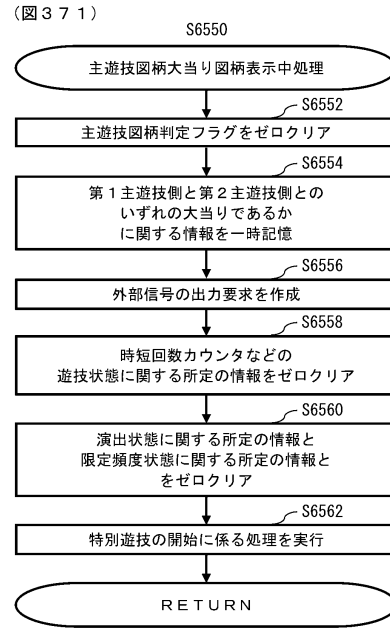 (図371)
S6550
主遊技図柄大当り図柄表示中処理
S6552
主遊技図柄判定フラグをゼロクリア
S6554
第1主遊技側と第2主遊技側との
いずれの大当りであるか
に関する情報を一時記憶
S6556
外部信号の出力要求を作成
S6558
時短回数カウンタなどの
遊技状態に関する所定の情報をゼロクリア
S6560
演出状態に関する所定の情報と
限定頻度状態に関する所定の情報と
をゼロクリア
S6562
特別遊技の開始に係る処理を実行
RETURN